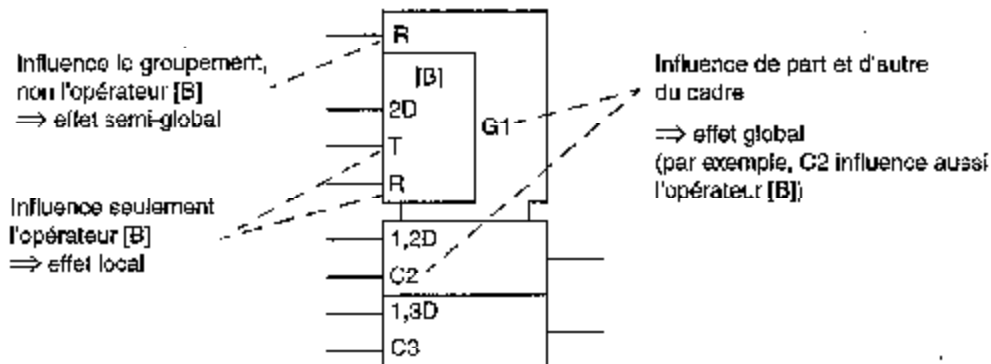 R
Influence le groupement,
non l'opérateur [B]
⟹ effet semi-global
[B]
2D
G1
T
R
Influence de part et d'autre
du cadre
⟹ effet global
(par exemple, C2 influence aussi
l'opérateur [B])
Influence seulement
l'opérateur [B]
⟹ effet local
1,2D
C2
1,3D
C3